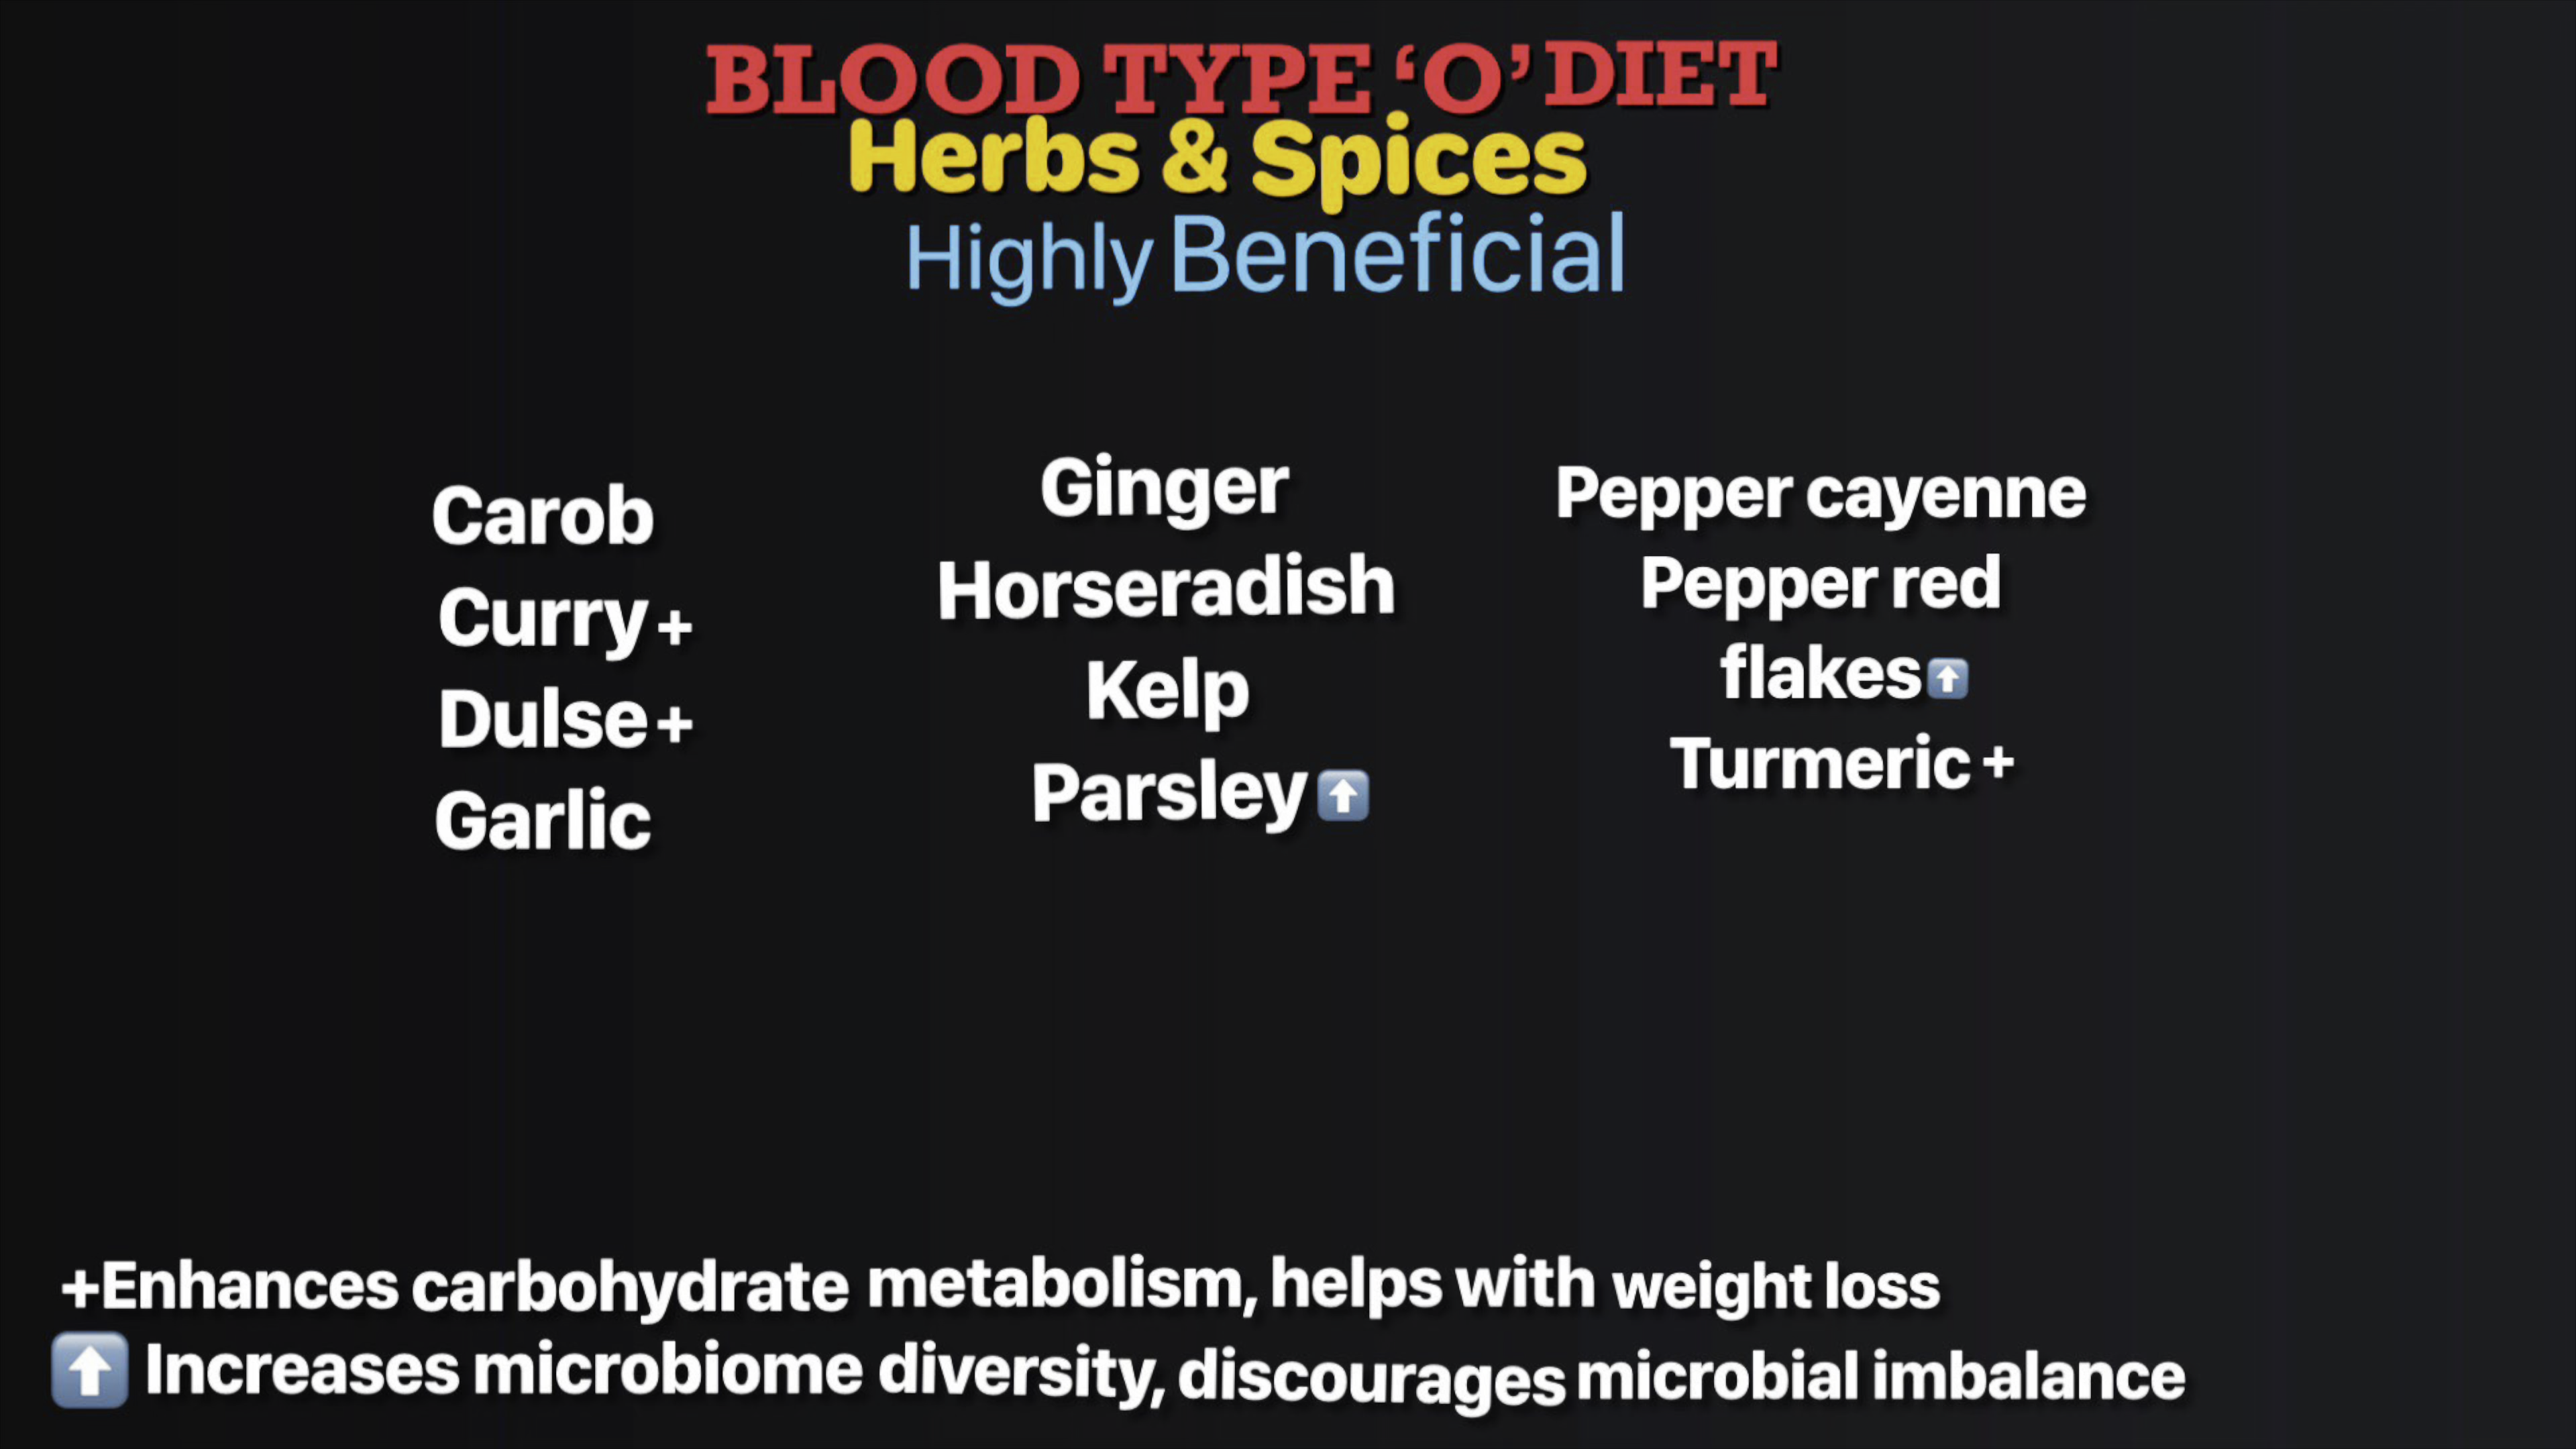 BLOOD TYPE ‘O’ DIET
Herbs & Spices
Highly Beneficial
Carob
Curry +
Dulse +
Garlic
Ginger
Horseradish
Kelp
Parsley ⬆️
Pepper cayenne
Pepper red
flakes ⬆️
Turmeric +
+Enhances carbohydrate metabolism, helps with weight loss
⬆️ Increases microbiome diversity, discourages microbial imbalance